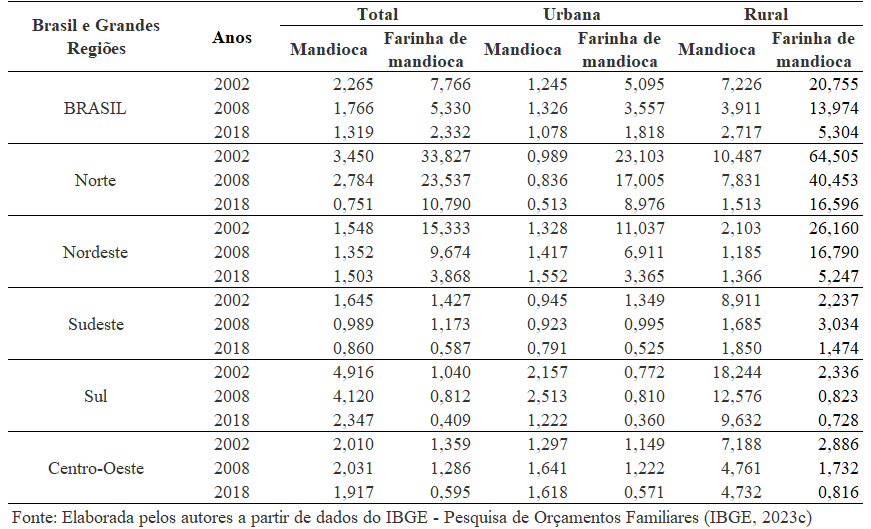 Brasil e Grandes Regiões Anos Total Urbana Rural
Mandioca Farinha de mandioca Mandioca Farinha de mandioca Mandioca Farinha de mandioca
2002 2,265 7,766 1,245 5,095 7,226 20,755
BRASIL 2008 1,766 5,330 1,326 3,557 3,911 13,974
2018 1,319 2,332 1,078 1,818 2,717 5,304
2002 3,450 33,827 0,989 23,103 10,487 64,505
Norte 2008 2,784 23,537 0,836 17,005 7,831 40,453
2018 0,751 10,790 0,513 8,976 1,513 16,596
2002 1,548 15,333 1,328 11,037 2,103 26,160
Nordeste 2008 1,352 9,674 1,417 6,911 1,185 16,790
2018 1,503 3,868 1,552 3,365 1,366 5,247
2002 1,645 1,427 0,945 1,349 8,911 2,237
Sudeste 2008 0,989 1,173 0,923 0,995 1,685 3,034
2018 0,860 0,587 0,791 0,525 1,850 1,474
2002 4,916 1,040 2,157 0,772 18,244 2,336
Sul 2008 4,120 0,812 2,513 0,810 12,576 0,823
2018 2,347 0,409 1,222 0,360 9,632 0,728
2002 2,010 1,359 1,297 1,149 7,188 2,886
Centro-Oeste 2008 2,031 1,286 1,641 1,222 4,761 1,732
2018 1,917 0,595 1,618 0,571 4,732 0,816
Fonte: Elaborada pelos autores a partir de dados do IBGE - Pesquisa de Orçamentos Familiares (IBGE, 2023c)